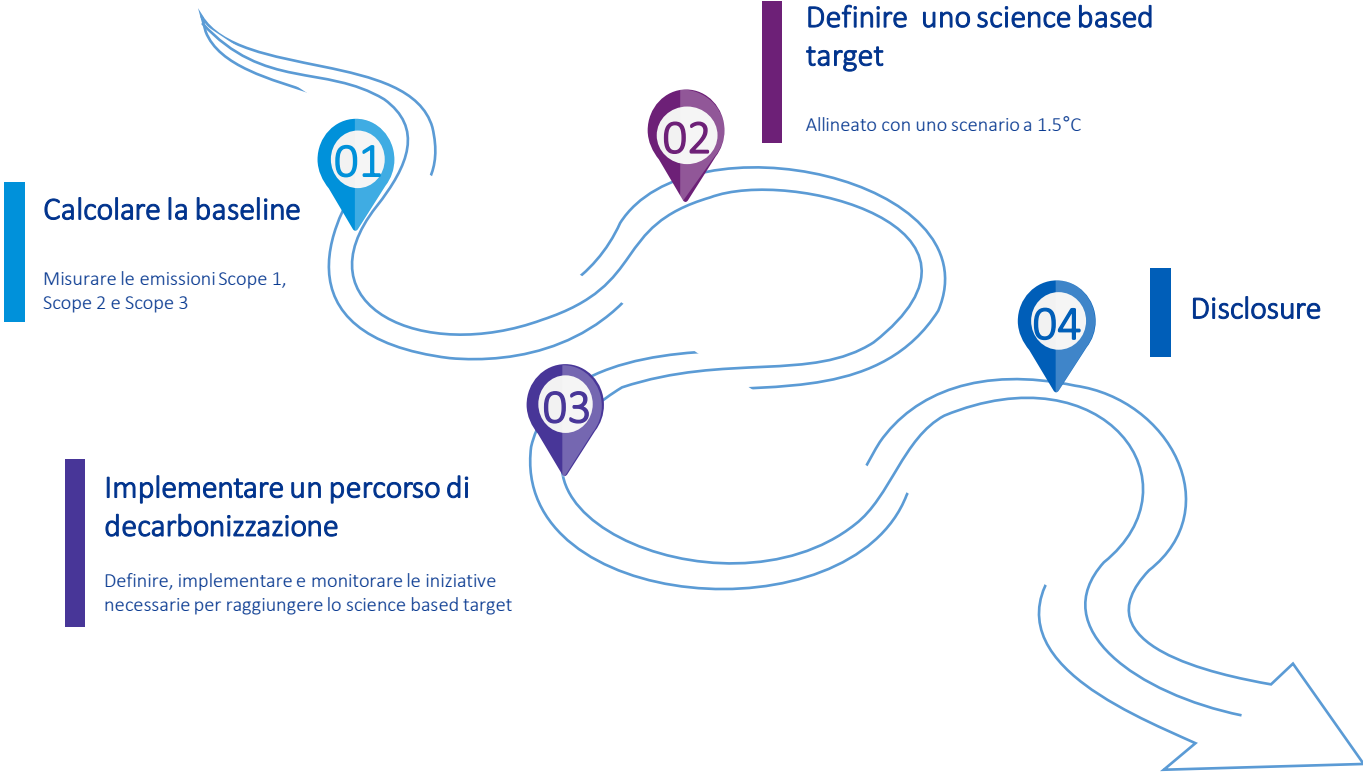 01
Calcolare la baseline
Misurare le emissioni Scope 1,
Scope 2 e Scope 3
02
Definire uno science based
target
Allineato con uno scenario a 1.5°C
03
Implementare un percorso di
decarbonizzazione
Definire, implementare e monitorare le iniziative
necessarie per raggiungere lo science based target
04
Disclosure